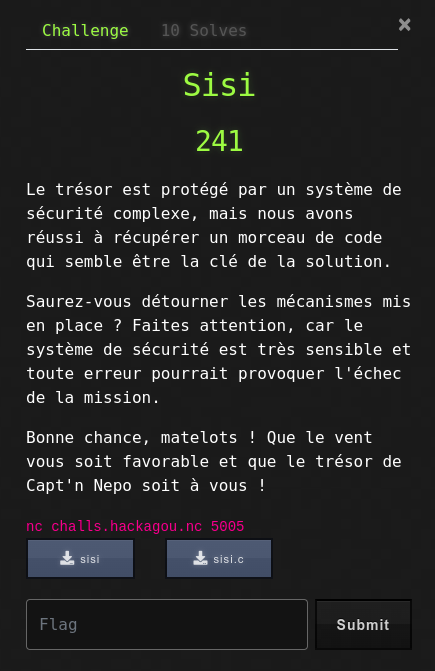 Challenge 10 Solves ×
Sisi
241
Le trésor est protégé par un système de
sécurité complexe, mais nous avons
réussi à récupérer un morceau de code
qui semble être la clé de la solution.
Saurez-vous détourner les mécanismes mis
en place ? Faites attention, car le
système de sécurité est très sensible et
toute erreur pourrait provoquer l'échec
de la mission.
Bonne chance, matelots ! Que le vent
vous soit favorable et que le trésor de
Capt'n Nepo soit à vous !
nc challs.hackagou.nc 5005
sisi sisi.c
Flag Submit